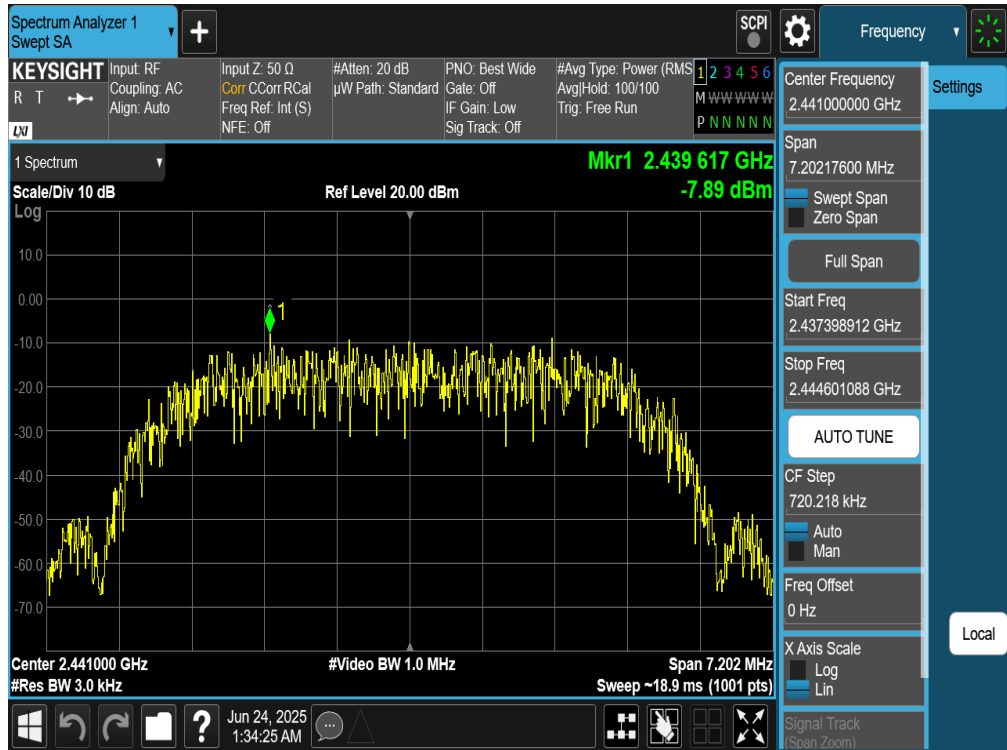 Spectrum Analyzer 1
Swept SA
+
SCPI
Frequency
KEYSIGHT
R T
LXI
Input: RF
Coupling: AC
Align: Auto
Input Z: 50 Ω
Corr CCorr RCal
Freq Ref: Int (S)
NFE: Off
#Atten: 20 dB
µW Path: Standard
PNO: Best Wide
Gate: Off
IF Gain: Low
Sig Track: Off
#Avg Type: Power (RMS
Avg|Hold: 100/100
Trig: Free Run
1 2 3 4 5 6
M W W W W W W
P N N N N N N
1 Spectrum
Mkr1 2.439 617 GHz
-7.89 dBm
Scale/Div 10 dB
Ref Level 20.00 dBm
Log
10.0
0.00
-10.0
-20.0
-30.0
-40.0
-50.0
-60.0
-70.0
1
Center 2.441000 GHz
#Video BW 1.0 MHz
Span 7.202 MHz
#Res BW 3.0 kHz
Sweep ~18.9 ms (1001 pts)
Center Frequency
2.441000000 GHz
Span
7.20217600 MHz
Swept Span
Zero Span
Full Span
Start Freq
2.437398912 GHz
Stop Freq
2.444601088 GHz
AUTO TUNE
CF Step
720.218 kHz
Auto
Man
Freq Offset
0 Hz
X Axis Scale
Log
Lin
Signal Track
(Span Zoom)
Settings
Local
?
Jun 24, 2025
1:34:25 AM